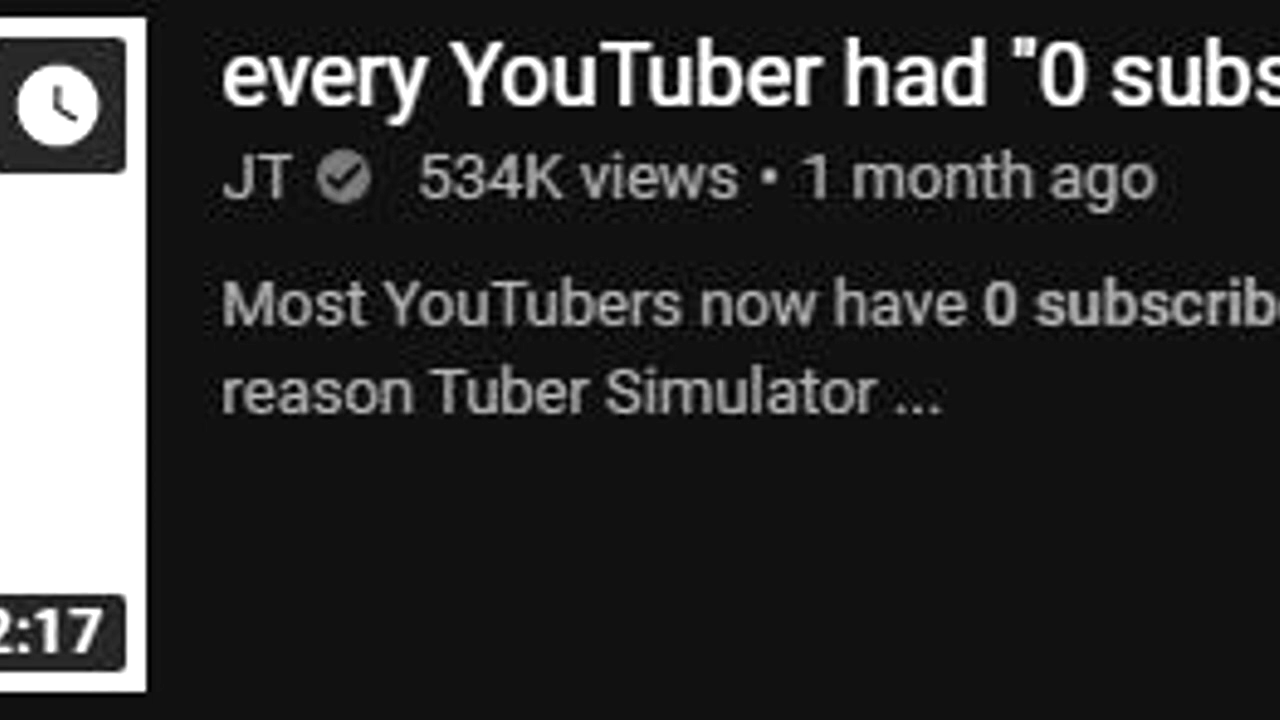 every YouTuber had "0 subs
JT 534K views • 1 month ago
Most YouTubers now have 0 subscrib
reason Tuber Simulator ...
2:17